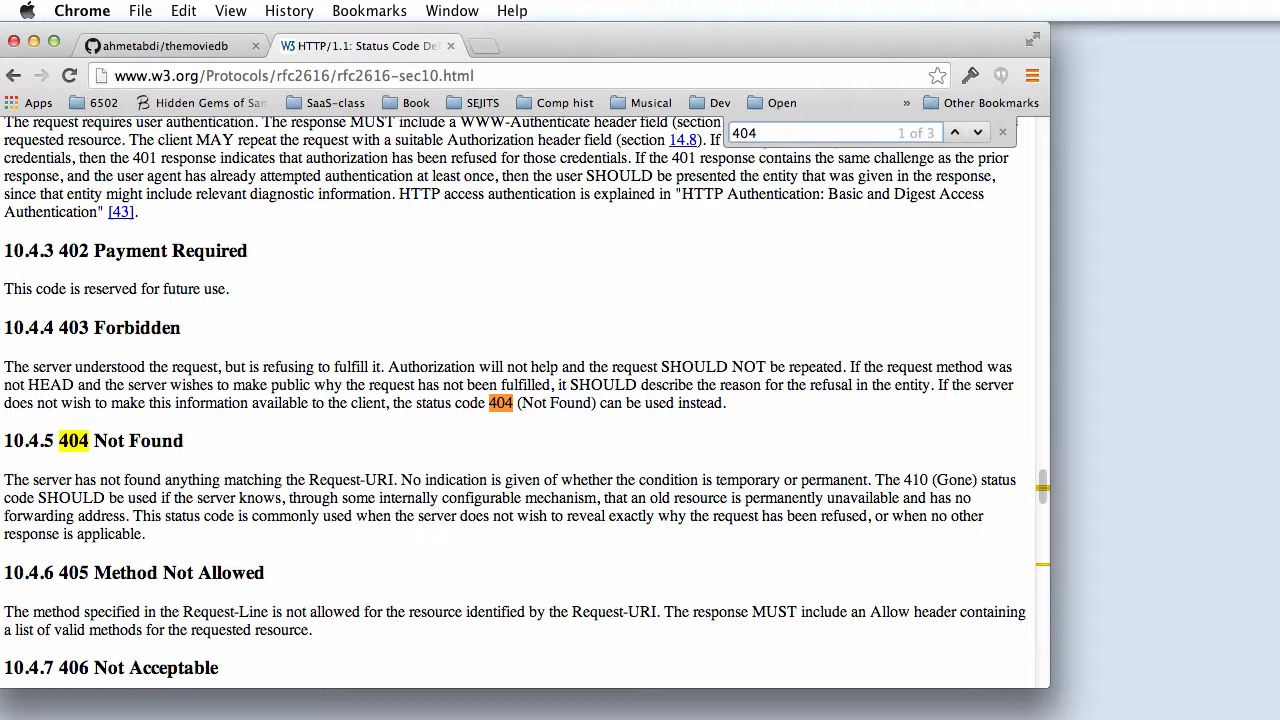 Chrome File Edit View History Bookmarks Window Help
ahmetabdi/themoviedb × W3 HTTP/1.1: Status Code De ×
www.w3.org/Protocols/rfc2616/rfc2616-sec10.html
Apps 6502 Hidden Gems of San SaaS-class Book SEJITS Comp hist Musical Dev Open » Other Bookmarks
404 1 of 3 ×
The request requires user authentication. The response MUST include a WWW-Authenticate header field (section
requested resource. The client MAY repeat the request with a suitable Authorization header field (section 14.8). If
credentials, then the 401 response indicates that authorization has been refused for those credentials. If the 401 response contains the same challenge as the prior
response, and the user agent has already attempted authentication at least once, then the user SHOULD be presented the entity that was given in the response,
since that entity might include relevant diagnostic information. HTTP access authentication is explained in "HTTP Authentication: Basic and Digest Access
Authentication" [43].
10.4.3 402 Payment Required
This code is reserved for future use.
10.4.4 403 Forbidden
The server understood the request, but is refusing to fulfill it. Authorization will not help and the request SHOULD NOT be repeated. If the request method was
not HEAD and the server wishes to make public why the request has not been fulfilled, it SHOULD describe the reason for the refusal in the entity. If the server
does not wish to make this information available to the client, the status code 404 (Not Found) can be used instead.
10.4.5 404 Not Found
The server has not found anything matching the Request-URI. No indication is given of whether the condition is temporary or permanent. The 410 (Gone) status
code SHOULD be used if the server knows, through some internally configurable mechanism, that an old resource is permanently unavailable and has no
forwarding address. This status code is commonly used when the server does not wish to reveal exactly why the request has been refused, or when no other
response is applicable.
10.4.6 405 Method Not Allowed
The method specified in the Request-Line is not allowed for the resource identified by the Request-URI. The response MUST include an Allow header containing
a list of valid methods for the requested resource.
10.4.7 406 Not Acceptable